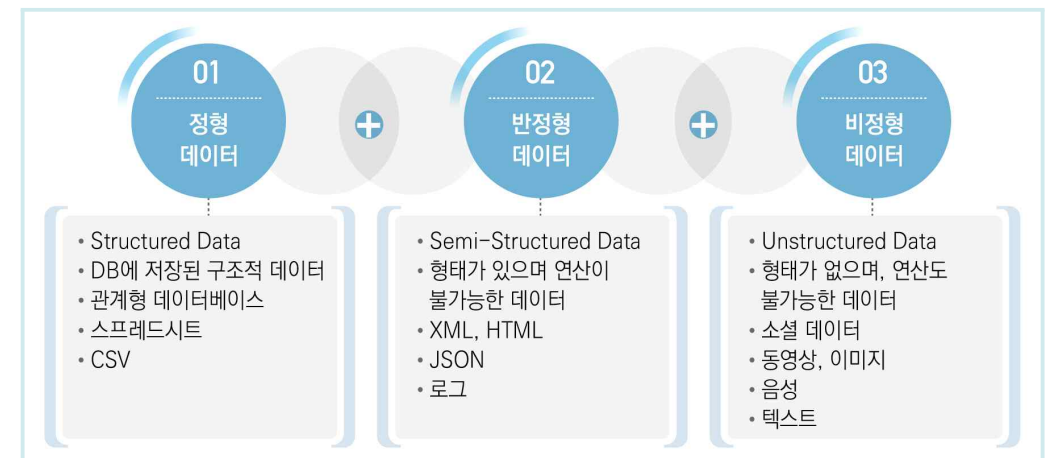 01
정형
데이터
• Structured Data
• DB에 저장된 구조적 데이터
• 관계형 데이터베이스
• 스프레드시트
• CSV
02
반정형
데이터
• Semi-Structured Data
• 형태가 있으며 연산이
불가능한 데이터
• XML, HTML
• JSON
• 로그
03
비정형
데이터
• Unstructured Data
• 형태가 없으며, 연산도
불가능한 데이터
• 소셜 데이터
• 동영상, 이미지
• 음성
• 텍스트